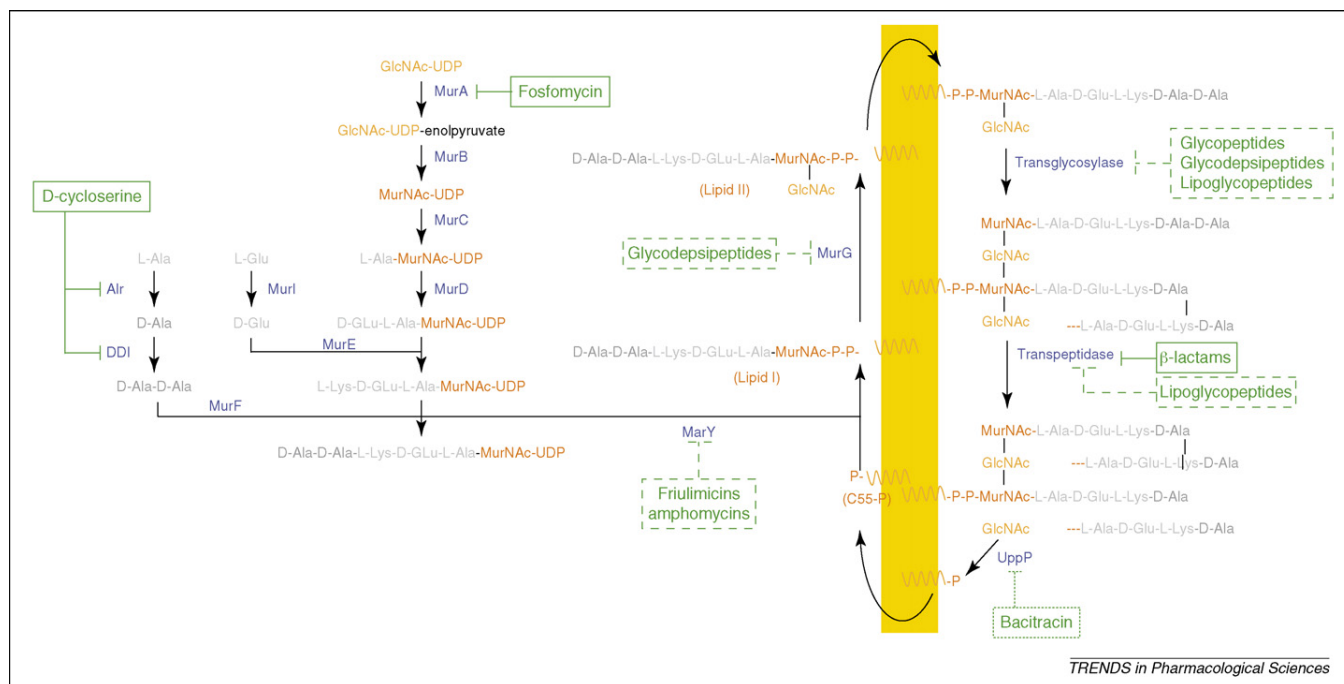 GlcNAc-UDP
MurA
Fosfomycin
GlcNAc-UDP-enolpyruvate
MurB
MurNAc-UDP
MurC
D-cycloserine
L-Ala
L-Glu
L-Ala-MurNAc-UDP
Alr
MurI
MurD
D-Ala
D-Glu
D-GLu-L-Ala-MurNAc-UDP
DDI
MurE
D-Ala-D-Ala
L-Lys-D-GLu-L-Ala-MurNAc-UDP
MurF
D-Ala-D-Ala-L-Lys-D-GLu-L-Ala-MurNAc-UDP
MarY
Friulimicins
amphomycins
D-Ala-D-Ala-L-Lys-D-GLu-L-Ala-MurNAc-P-P-
(Lipid II)
GlcNAc
Glycodepsipeptides
MurG
D-Ala-D-Ala-L-Lys-D-GLu-L-Ala-MurNAc-P-P-
(Lipid I)
P-
(C55-P)
-P-P-MurNAc-L-Ala-D-Glu-L-Lys-D-Ala-D-Ala
GlcNAc
Transglycosylase
Glycopeptides
Glycodepsipeptides
Lipoglycopeptides
MurNAc-L-Ala-D-Glu-L-Lys-DAla-D-Ala
GlcNAc
-P-P-MurNAc-L-Ala-D-Glu-L-Lys-D-Ala
GlcNAc
---L-Ala-D-Glu-L-Lys-D-Ala
Transpeptidase
β-lactams
Lipoglycopeptides
MurNAc-L-Ala-D-Glu-L-Lys-D-Ala
GlcNAc
---L-Ala-D-Glu-L-Lys-D-Ala
-P-P-MurNAc-L-Ala-D-Glu-L-Lys-D-Ala
GlcNAc
---L-Ala-D-Glu-L-Lys-D-Ala
UppP
-P
Bacitracin
TRENDS in Pharmacological Sciences